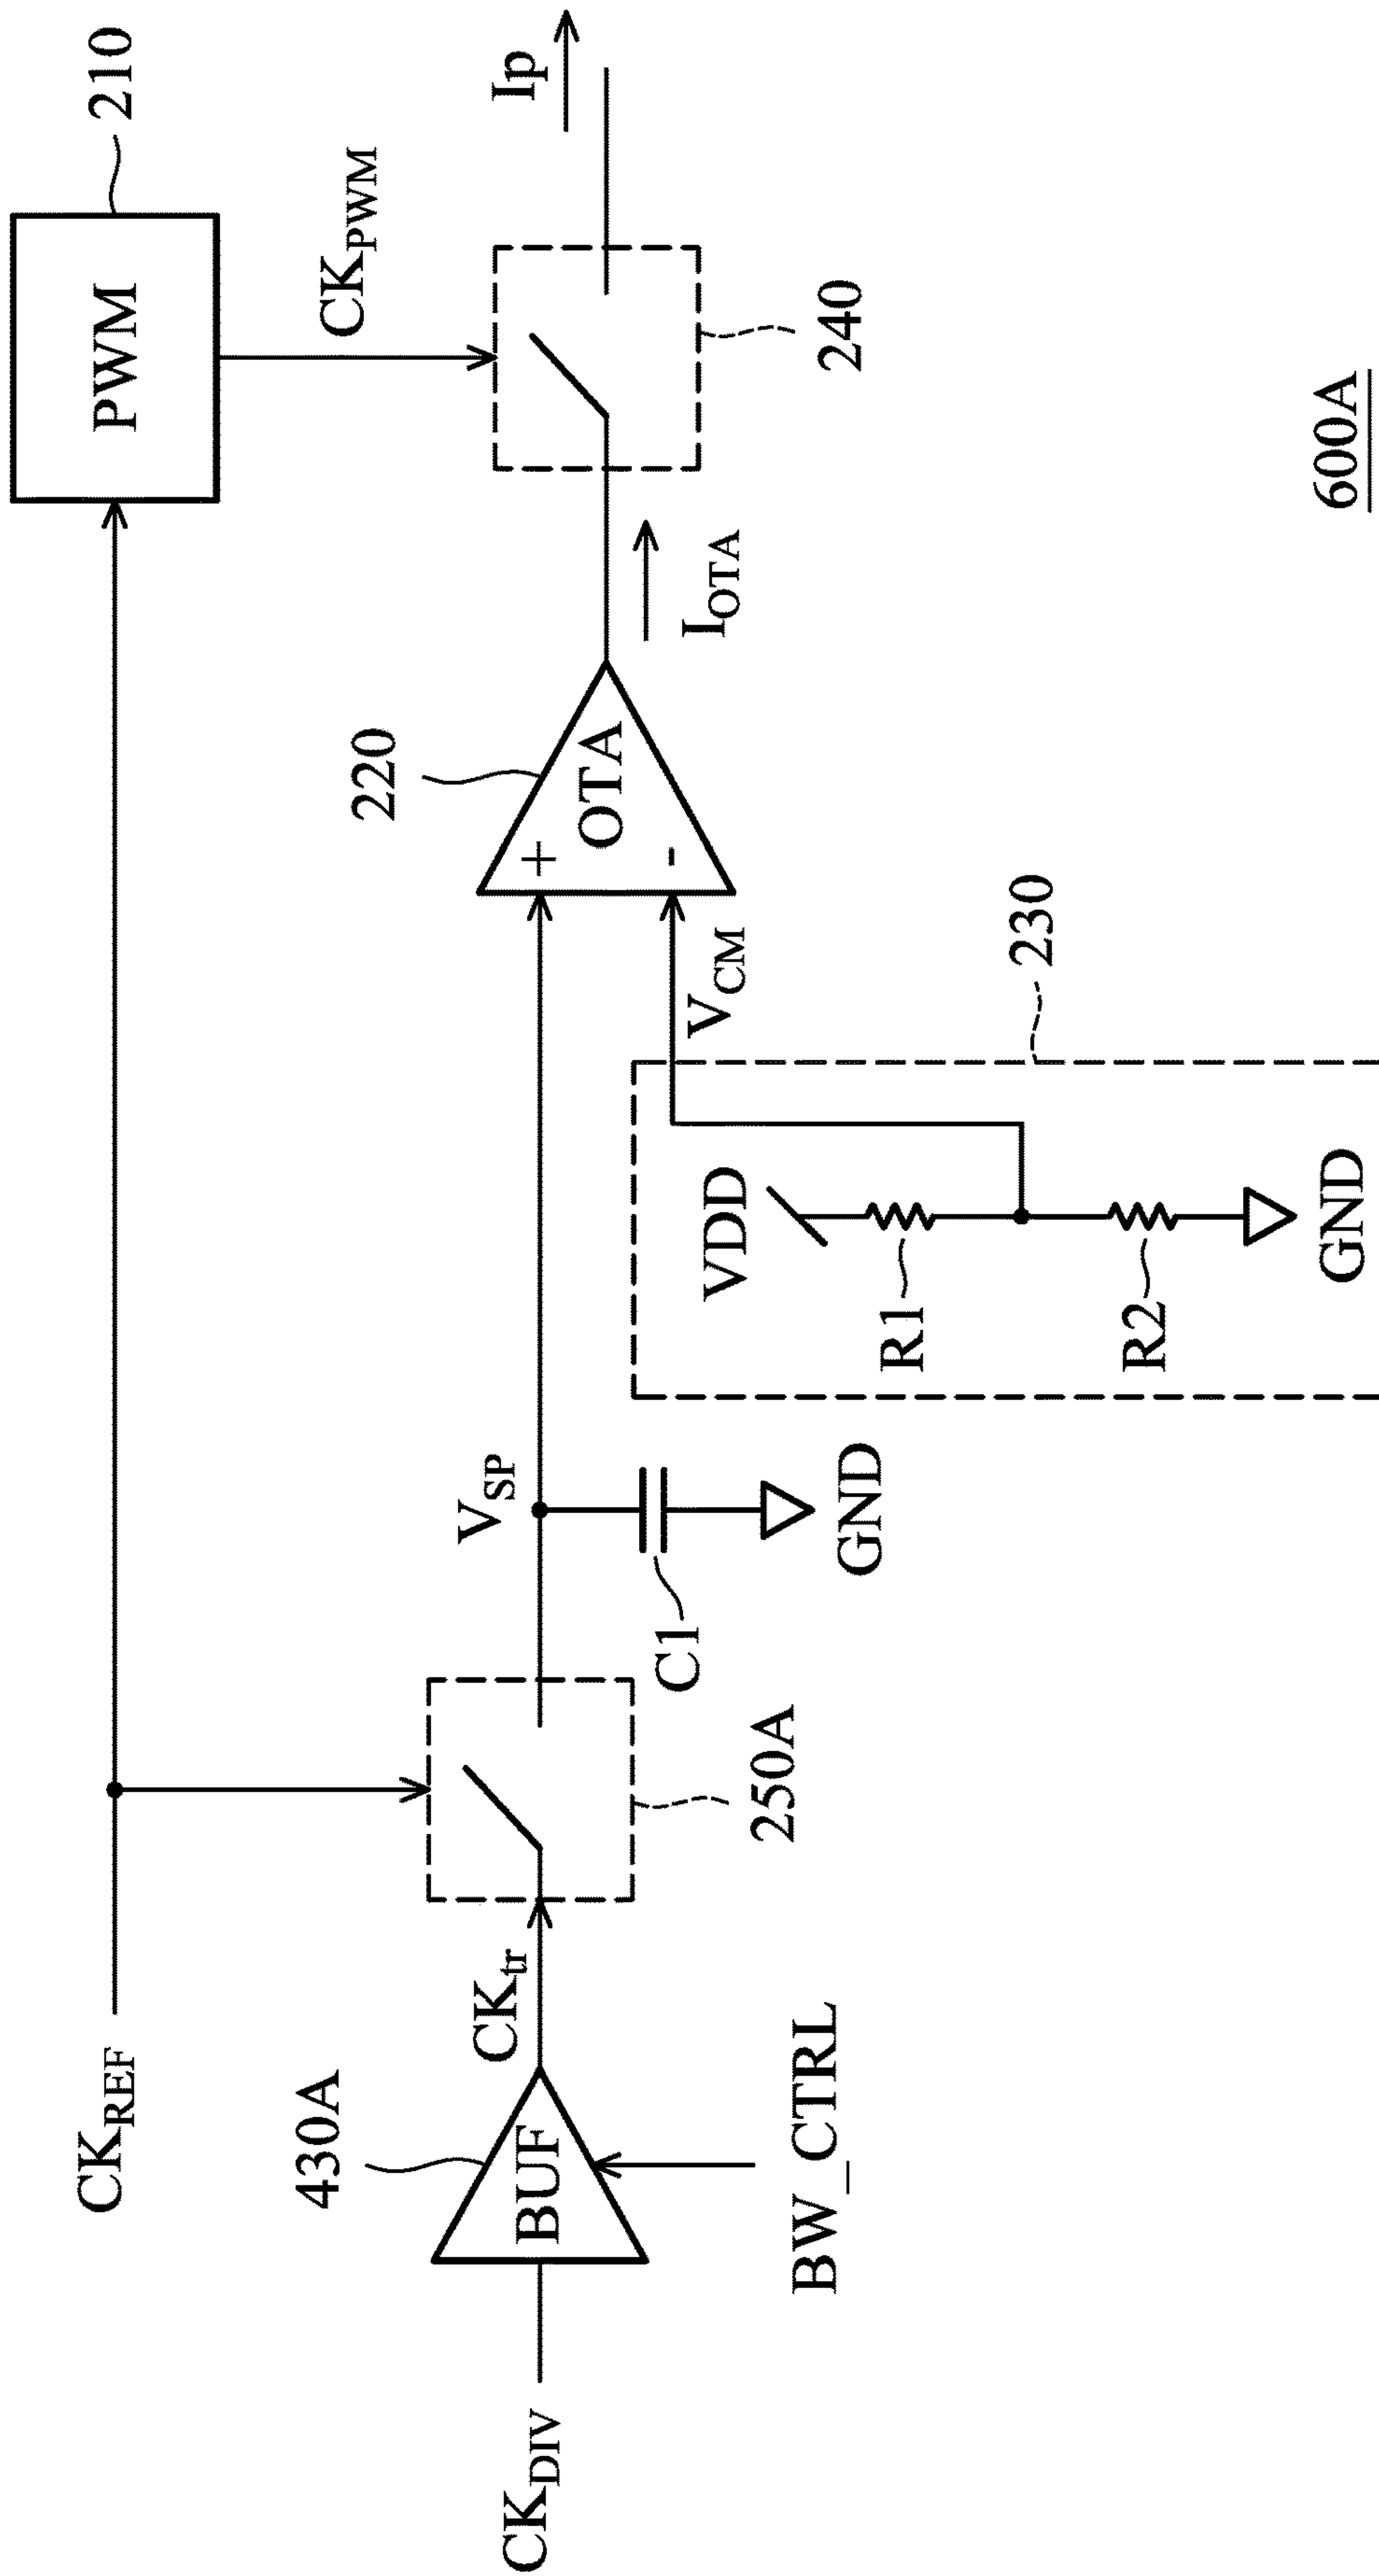 210
PWM
CK_REF
CK_PWM
Ip
430A
CK_tr
V_SP
220
CK_DIV
BUF
+
OTA
-
I_OTA
240
C1
V_CM
250A
BW_CTRL
GND
VDD
230
R1
R2
GND
600A